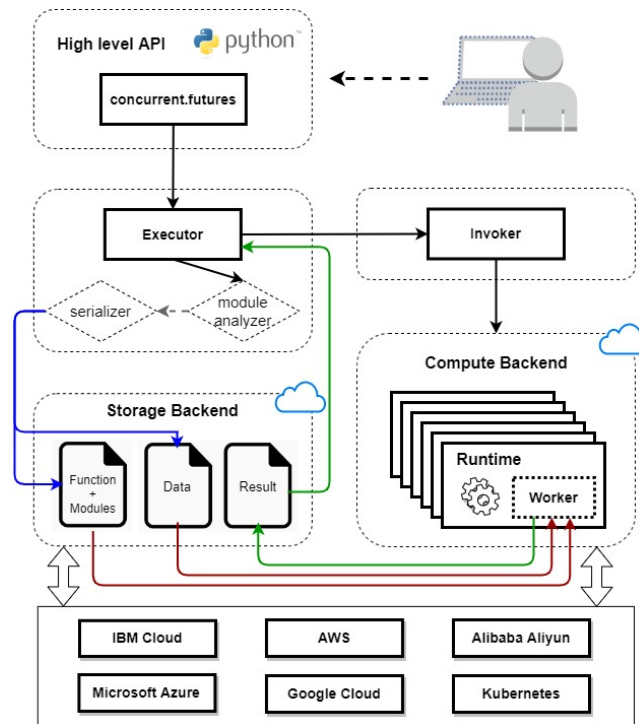 High level API
python™
concurrent.futures
Executor
Invoker
serializer
module
analyzer
Compute Backend
Storage Backend
Function
+
Modules
Data
Result
Runtime
Worker
IBM Cloud
AWS
Alibaba Aliyun
Microsoft Azure
Google Cloud
Kubernetes